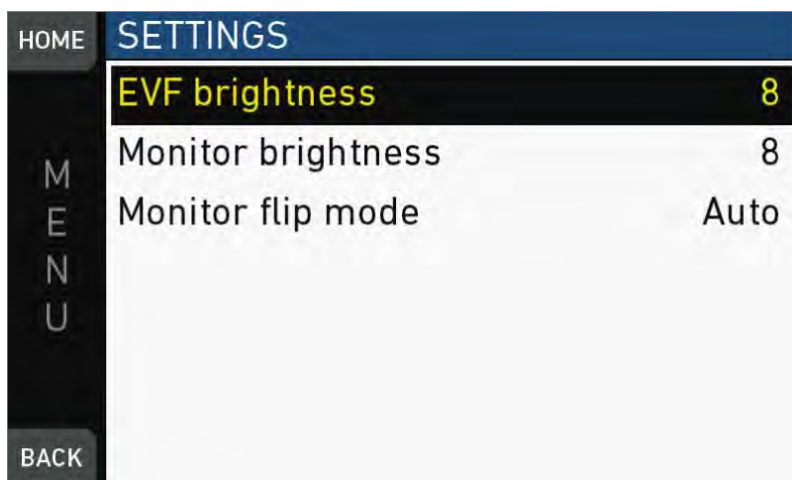 HOME
SETTINGS
EVF brightness 8
Monitor brightness 8
Monitor flip mode Auto
MENU
BACK